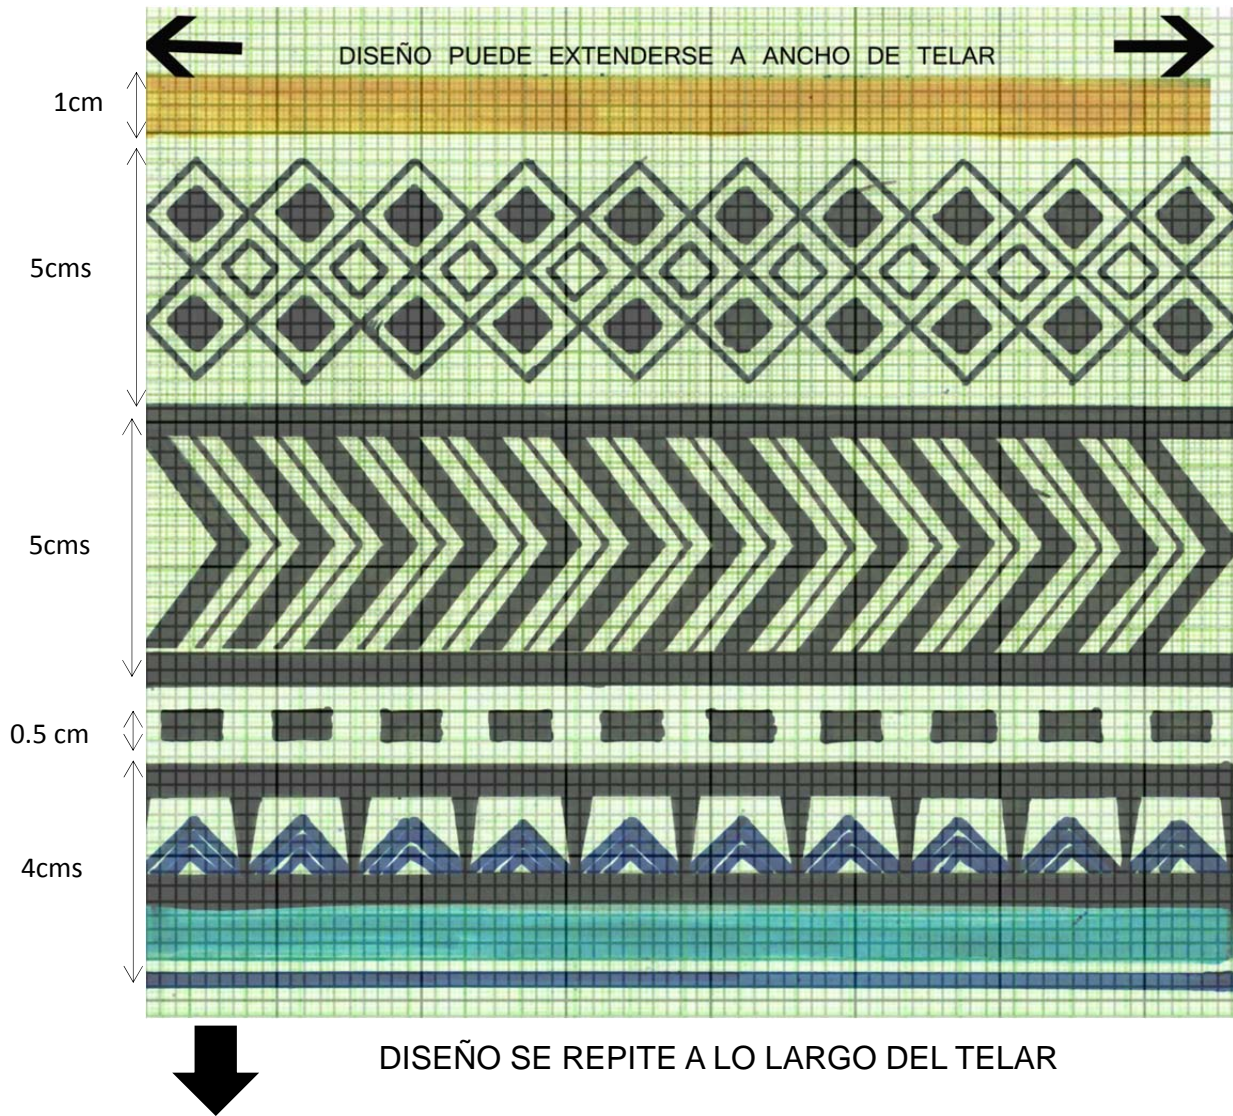 DISEÑO PUEDE EXTENDERSE A ANCHO DE TELAR
1cm
5cms
5cms
0.5 cm
4cms
DISEÑO SE REPITE A LO LARGO DEL TELAR